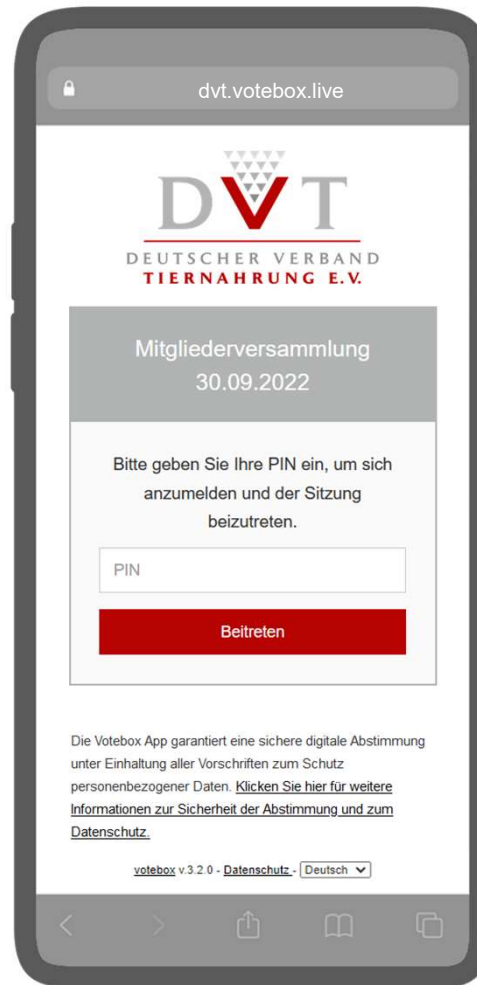 dvt.votebox.live
DVT
DEUTSCHER VERBAND
TIERNAHRUNG E.V.
Mitgliederversammlung
30.09.2022
Bitte geben Sie Ihre PIN ein, um sich
anzumelden und der Sitzung
beizutreten.
PIN
Beitreten
Die Votebox App garantiert eine sichere digitale Abstimmung
unter Einhaltung aller Vorschriften zum Schutz
personenbezogener Daten. Klicken Sie hier für weitere
Informationen zur Sicherheit der Abstimmung und zum
Datenschutz.
votebox v.3.2.0 - Datenschutz - Deutsch